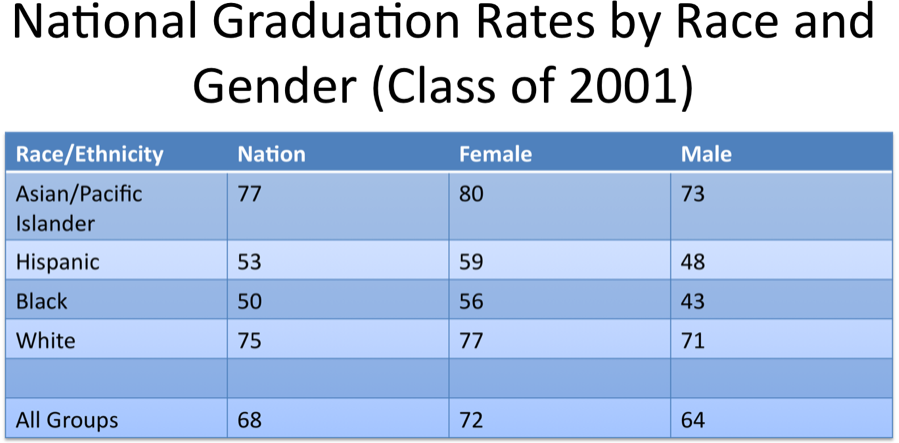 National Graduation Rates by Race and
Gender (Class of 2001)
Race/Ethnicity Nation Female Male
Asian/Pacific 77 80 73
Islander
Hispanic 53 59 48
Black 50 56 43
White 75 77 71
All Groups 68 72 64